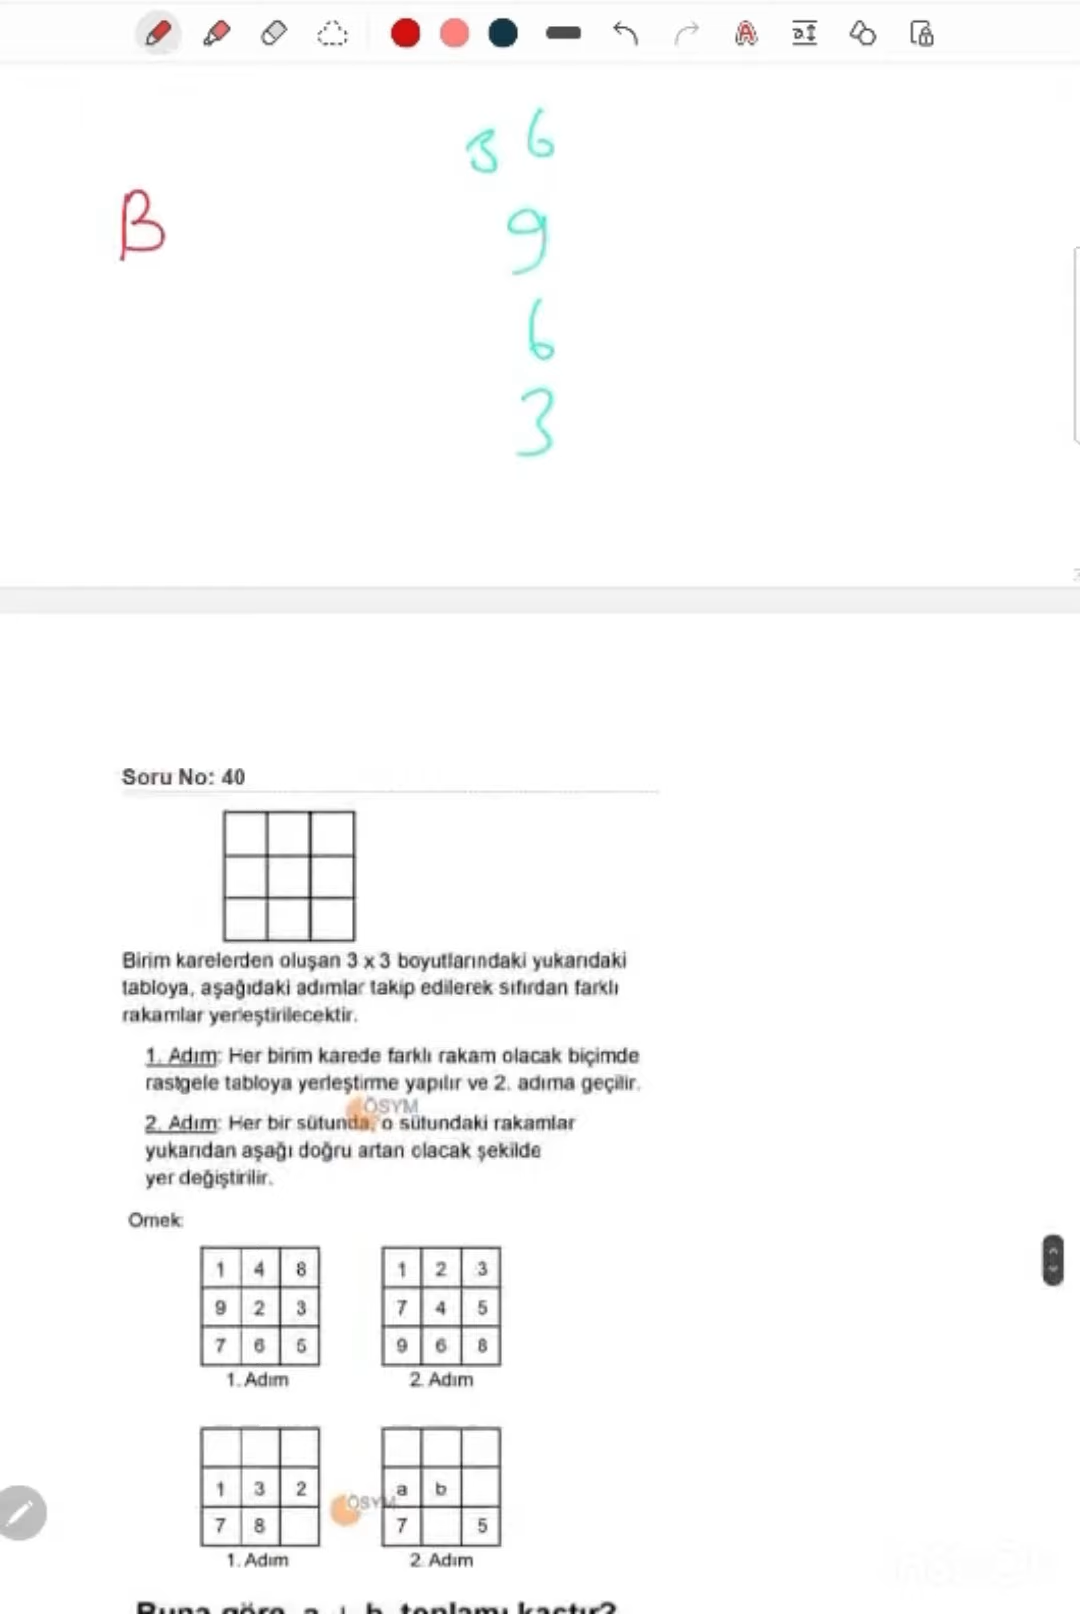 3 6
B
9
6
3
Soru No: 40
Birim karelerden oluşan 3 x 3 boyutlarındaki yukarıdaki
tabloya, aşağıdaki adımlar takip edilerek sıfırdan farklı
rakamlar yerleştirilecektir.
1. Adım: Her birim karede farklı rakam olacak biçimde
rastgele tabloya yerleştirme yapılır ve 2. adıma geçilir.
ÖSYM
2. Adım: Her bir sütunda, o sütundaki rakamlar
yukarıdan aşağı doğru artan olacak şekilde
yer değiştirilir.
Örnek:
1 4 8 1 2 3
9 2 3 7 4 5
7 6 5 9 6 8
1. Adım 2. Adım
1 3 2 ÖSYM a b
7 8 7 5
1. Adım 2. Adım
Buna göre, a + b toplamı kaçtır?